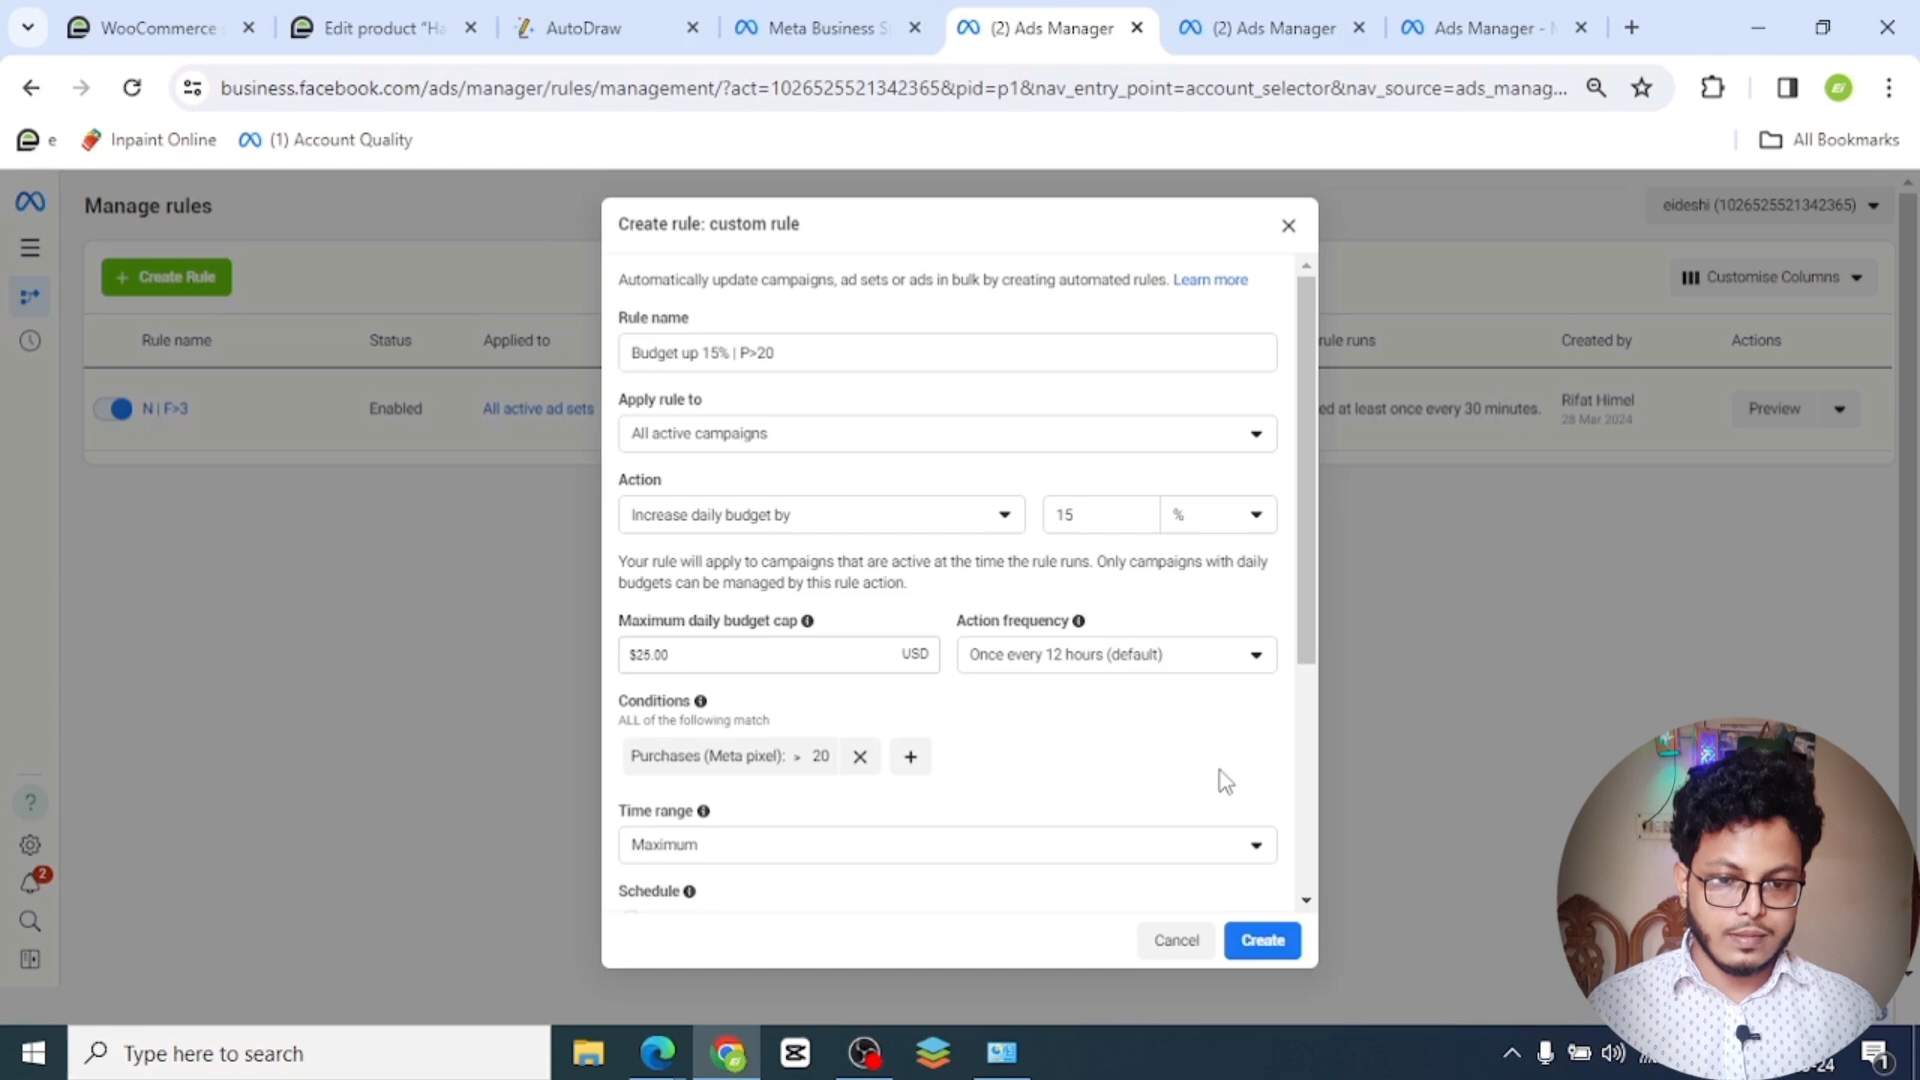 WooCommerce
Edit product “Ha
AutoDraw
Meta Business S
(2) Ads Manager
(2) Ads Manager
Ads Manager -
business.facebook.com/ads/manager/rules/management/?act=1026525521342365&pid=p1&nav_entry_point=account_selector&nav_source=ads_manag...
Ei
e
Inpaint Online
(1) Account Quality
All Bookmarks
Manage rules
eideshi (1026525521342365)
+ Create Rule
Customise Columns
Rule name
Status
Applied to
rule runs
Created by
Actions
N | F>3
Enabled
All active ad sets
ed at least once every 30 minutes.
Rifat Himel
28 Mar 2024
Preview
Create rule: custom rule
Automatically update campaigns, ad sets or ads in bulk by creating automated rules. Learn more
Rule name
Budget up 15% | P>20
Apply rule to
All active campaigns
Action
Increase daily budget by
15
%
Your rule will apply to campaigns that are active at the time the rule runs. Only campaigns with daily
budgets can be managed by this rule action.
Maximum daily budget cap
Action frequency
$25.00
USD
Once every 12 hours (default)
Conditions
ALL of the following match
Purchases (Meta pixel): > 20
Time range
Maximum
Schedule
Cancel
Create
2
Type here to search
-24
1